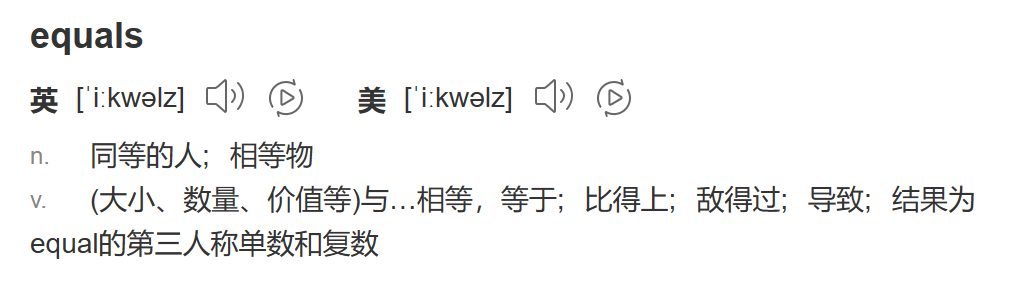 equals
英 [ˈiːkwəlz] 美 [ˈiːkwəlz]
n. 同等的人；相等物
v. (大小、数量、价值等)与…相等，等于；比得上；敌得过；导致；结果为
equal的第三人称单数和复数